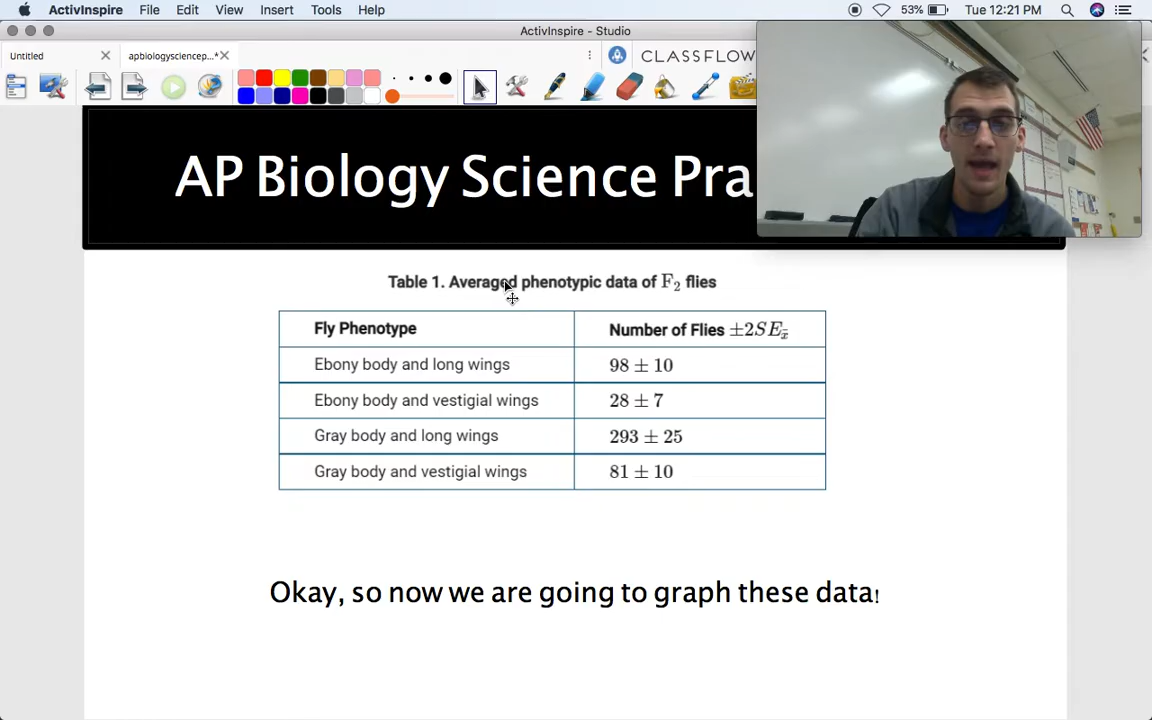 ActivInspire File Edit View Insert Tools Help 53% Tue 12:21 PM
ActivInspire - Studio
Untitled apbiologysciencep...* CLASSFLOW
AP Biology Science Pra
Table 1. Averaged phenotypic data of F₂ flies
Fly Phenotype Number of Flies ±2SEx̄
Ebony body and long wings 98 ± 10
Ebony body and vestigial wings 28 ± 7
Gray body and long wings 293 ± 25
Gray body and vestigial wings 81 ± 10
Okay, so now we are going to graph these data!